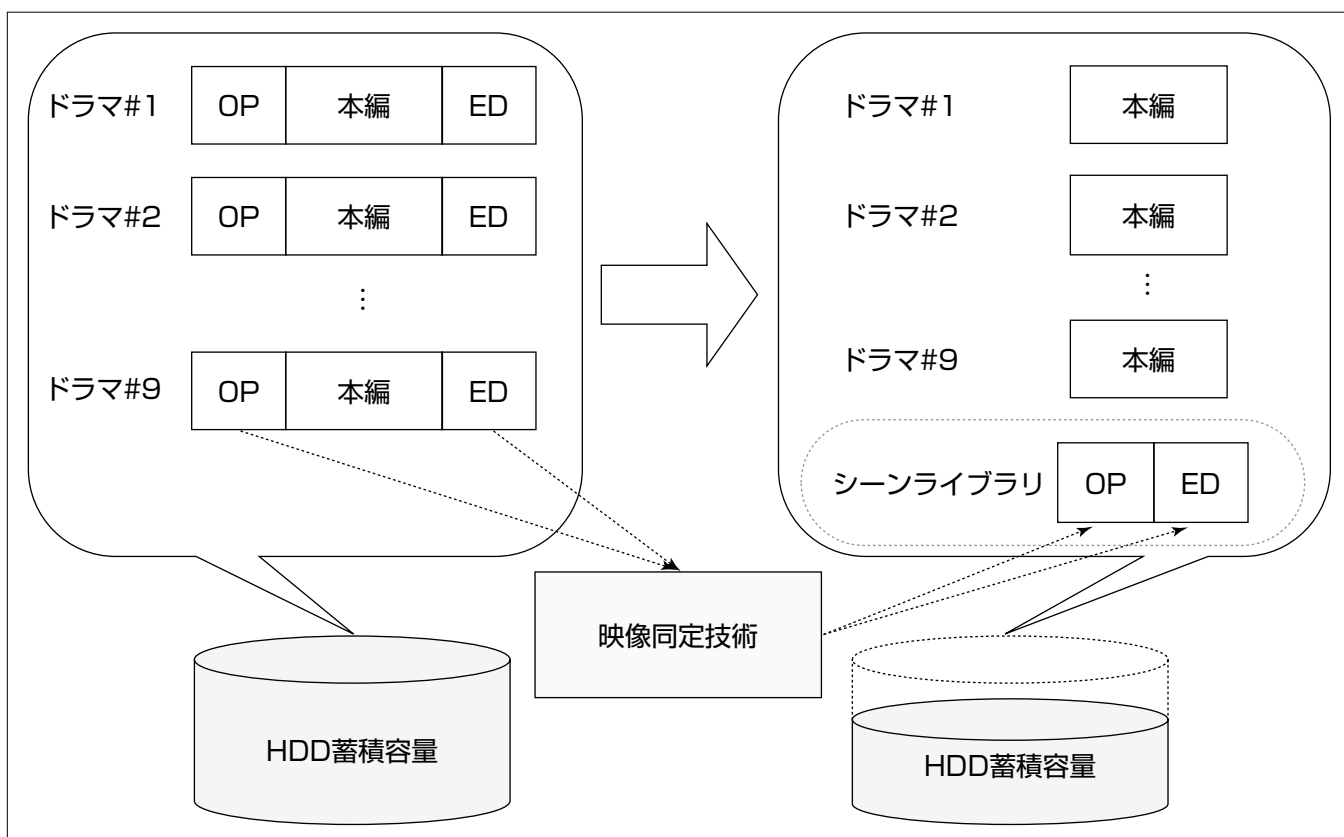 ドラマ#1 OP 本編 ED
ドラマ#2 OP 本編 ED
⋮
ドラマ#9 OP 本編 ED
HDD蓄積容量
映像同定技術
ドラマ#1 本編
ドラマ#2 本編
⋮
ドラマ#9 本編
シーンライブラリ OP ED
HDD蓄積容量